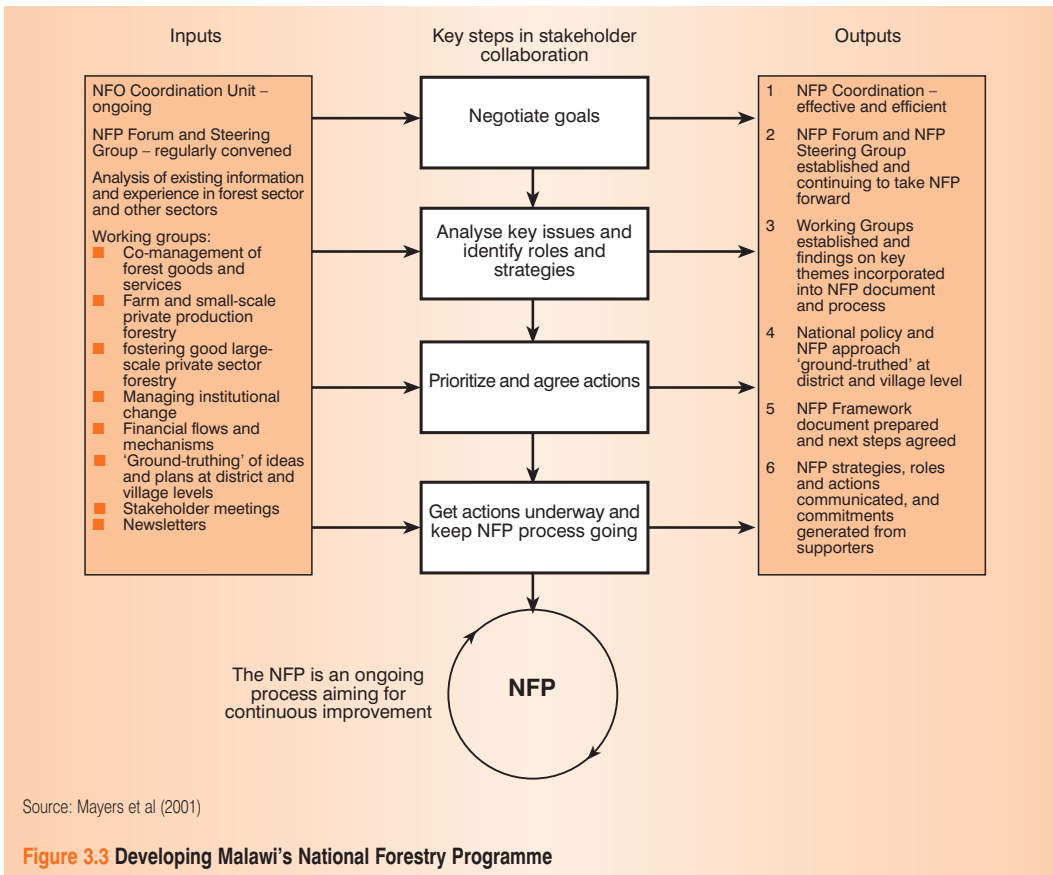 Inputs
NFO Coordination Unit –
ongoing
NFP Forum and Steering
Group – regularly convened
Analysis of existing information
and experience in forest sector
and other sectors
Working groups:
■ Co-management of
forest goods and
services
■ Farm and small-scale
private production
forestry
■ fostering good large-
scale private sector
forestry
■ Managing institutional
change
■ Financial flows and
mechanisms
■ ‘Ground-truthing’ of ideas
and plans at district and
village levels
■ Stakeholder meetings
■ Newsletters
Key steps in stakeholder
collaboration
Negotiate goals
Analyse key issues and
identify roles and
strategies
Prioritize and agree actions
Get actions underway and
keep NFP process going
Outputs
1 NFP Coordination –
effective and efficient
2 NFP Forum and NFP
Steering Group
established and
continuing to take NFP
forward
3 Working Groups
established and
findings on key
themes incorporated
into NFP document
and process
4 National policy and
NFP approach
‘ground-truthed’ at
district and village level
5 NFP Framework
document prepared
and next steps agreed
6 NFP strategies, roles
and actions
communicated, and
commitments
generated from
supporters
The NFP is an ongoing
process aiming for
continuous improvement
NFP
Source: Mayers et al (2001)
Figure 3.3 Developing Malawi’s National Forestry Programme